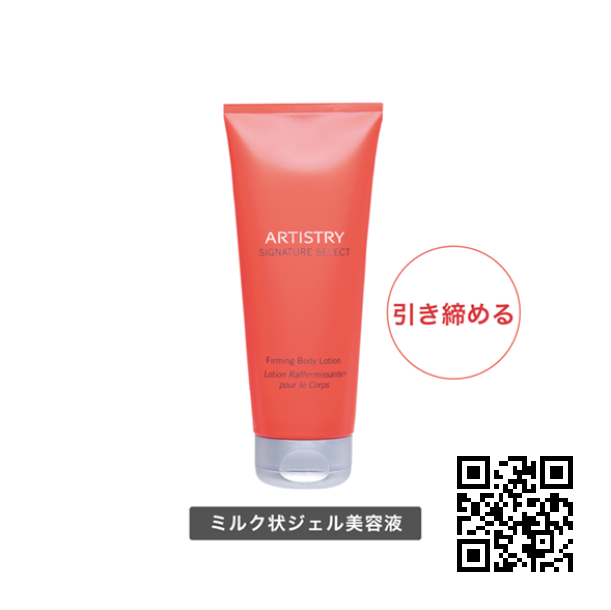 ARTISTRY
SIGNATURE SELECT
引き締める
Firming Body Lotion
Lotion Raffermissantes
pour le Corps
ミルク状ジェル美容液